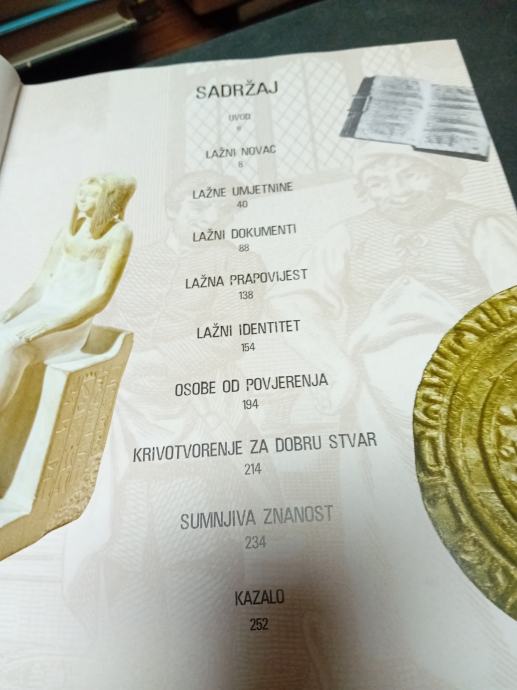 SADRŽAJ
UVOD
6
LAŽNI NOVAC
8
LAŽNE UMJETNINE
40
LAŽNI DOKUMENTI
88
LAŽNA PRAPOVIJEST
138
LAŽNI IDENTITET
154
OSOBE OD POVJERENJA
194
KRIVOTVORENJE ZA DOBRU STVAR
214
SUMNJIVA ZNANOST
234
KAZALO
252